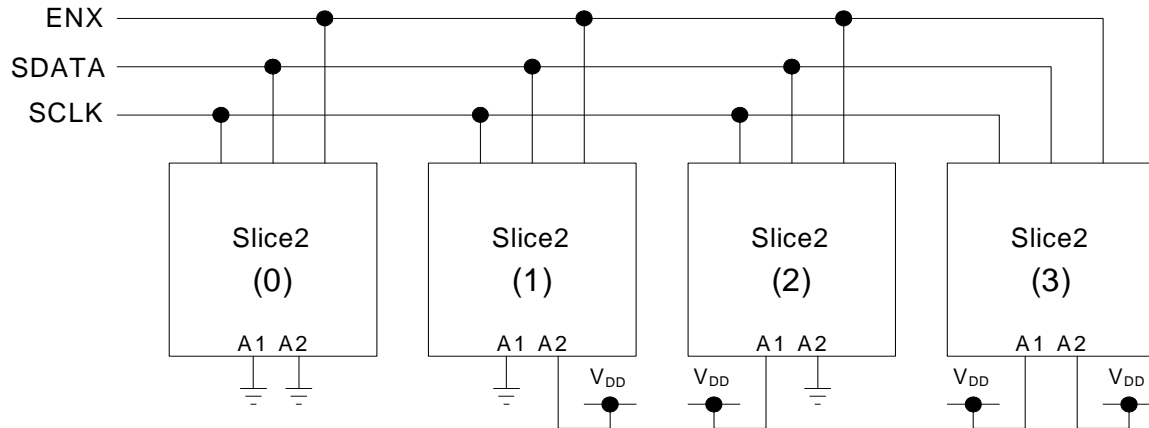 ENX
SDATA
SCLK
Slice2
(0)
A1 A2
Slice2
(1)
A1 A2
VDD
Slice2
(2)
A1 A2
VDD
Slice2
(3)
A1 A2
VDD
VDD